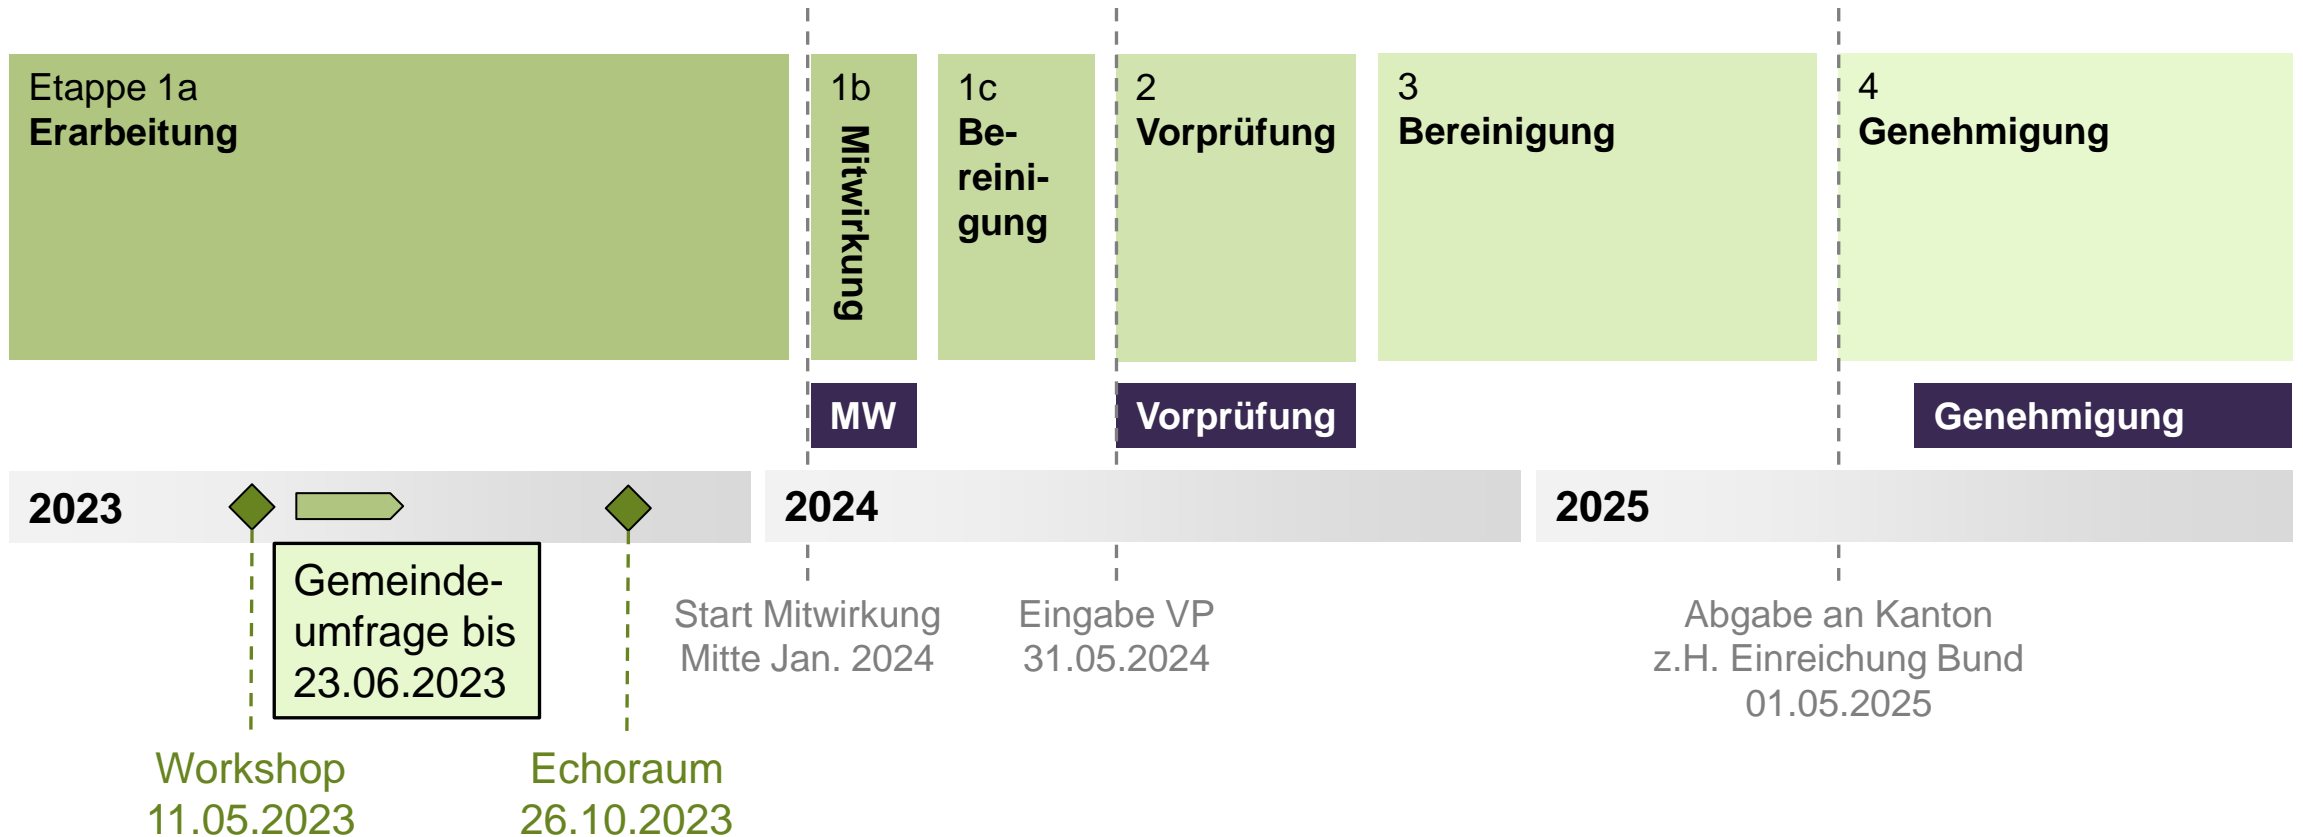 Etappe 1a
Erarbeitung
1b
Mitwirkung
1c
Be-
reini-
gung
2
Vorprüfung
3
Bereinigung
4
Genehmigung
MW
Vorprüfung
Genehmigung
2023
2024
2025
Gemeinde-
umfrage bis
23.06.2023
Start Mitwirkung
Mitte Jan. 2024
Eingabe VP
31.05.2024
Abgabe an Kanton
z.H. Einreichung Bund
01.05.2025
Workshop
11.05.2023
Echoraum
26.10.2023